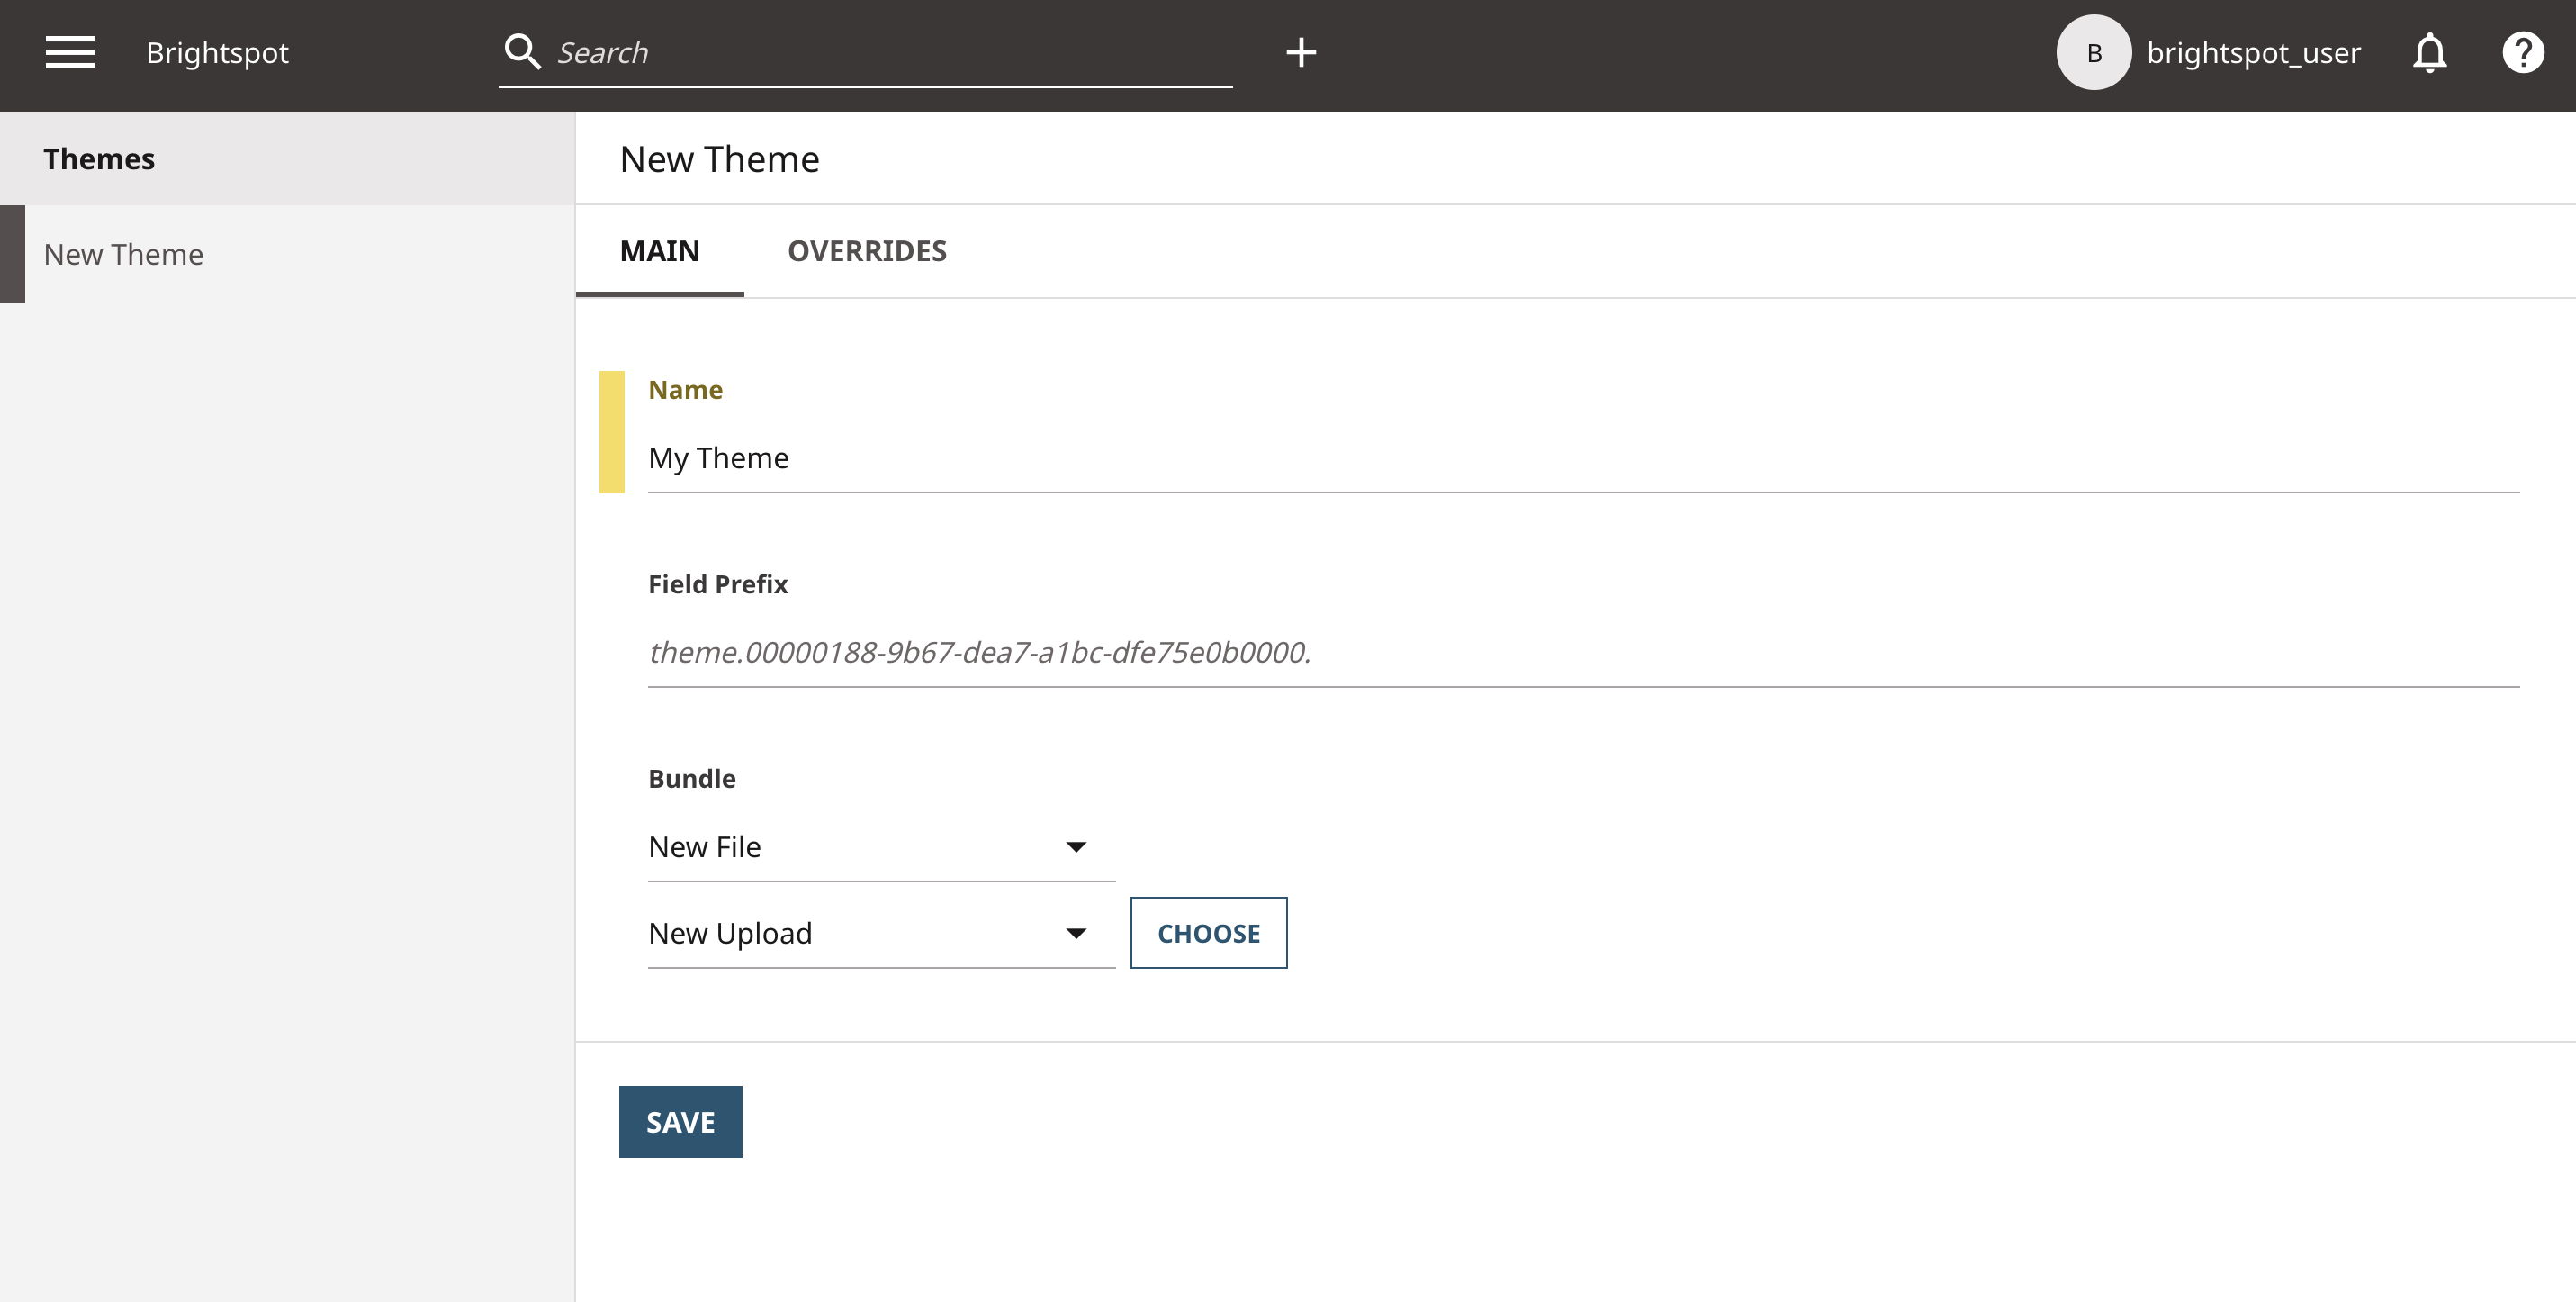 Brightspot
Search
+
B
brightspot_user
?
Themes
New Theme
New Theme
MAIN
OVERRIDES
Name
My Theme
Field Prefix
theme.00000188-9b67-dea7-a1bc-dfe75e0b0000.
Bundle
New File
New Upload
CHOOSE
SAVE